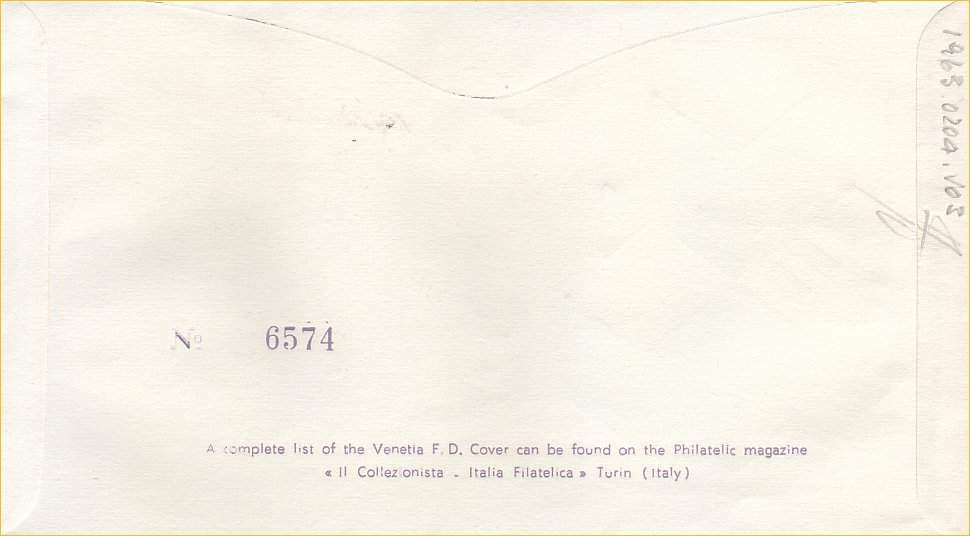 1963.0204.V03
Nº 6574
A complete list of the Venetia F. D. Cover can be found on the Philatelic magazine
« Il Collezionista - Italia Filatelica » Turin (Italy)